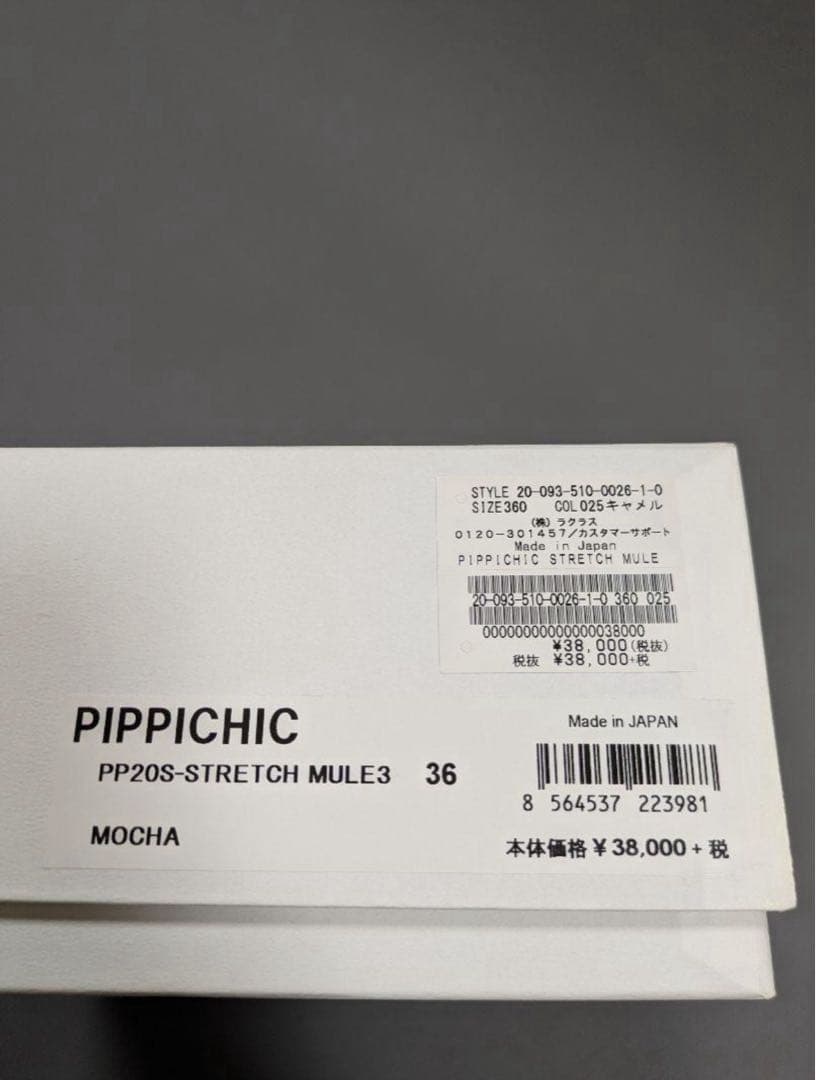 STYLE 20-093-510-0026-1-0
SIZE360 COL025キャメル
(株) ラクラス
0120-301457/カスタマーサポート
Made in Japan
PIPPICHIC STRETCH MULE
20-093-510-0026-1-0 360 025
00000000000000038000
¥38,000(税抜)
税抜 ¥38,000+税
PIPPICHIC
Made in JAPAN
PP20S-STRETCH MULE3 36
8 564537 223981
MOCHA
本体価格¥38,000+税